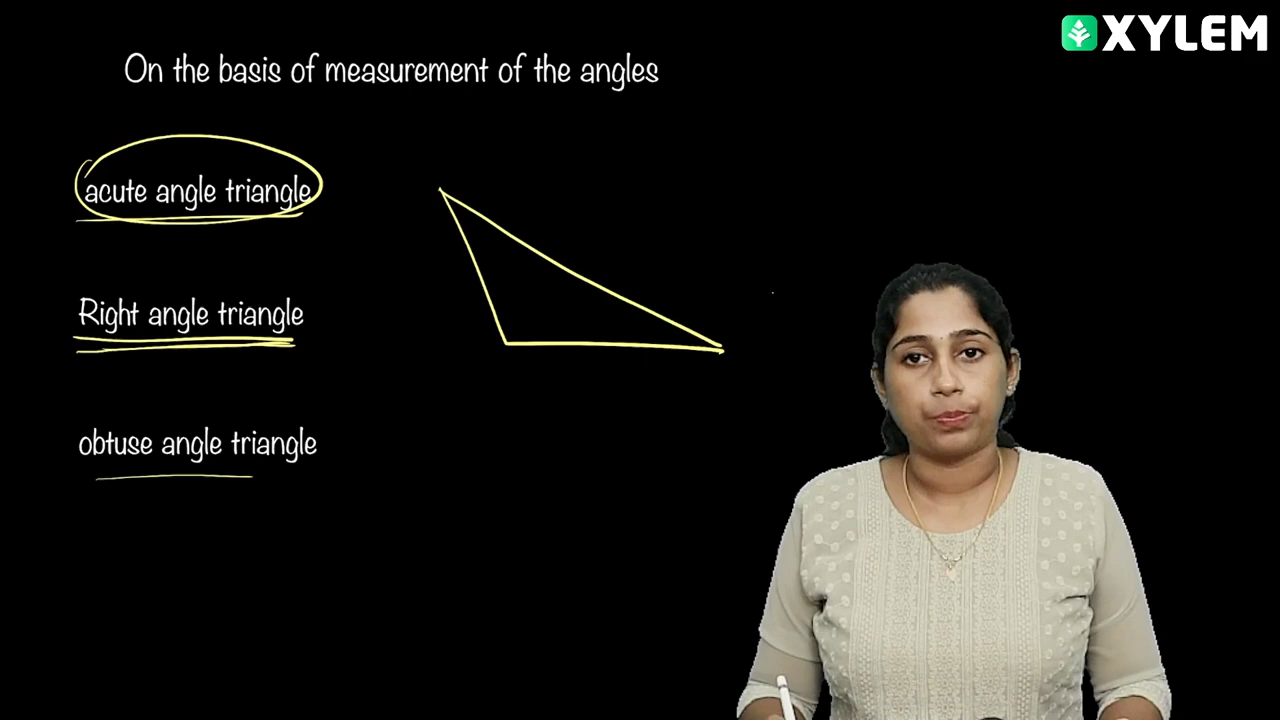 XYLEM
On the basis of measurement of the angles
acute angle triangle
Right angle triangle
obtuse angle triangle